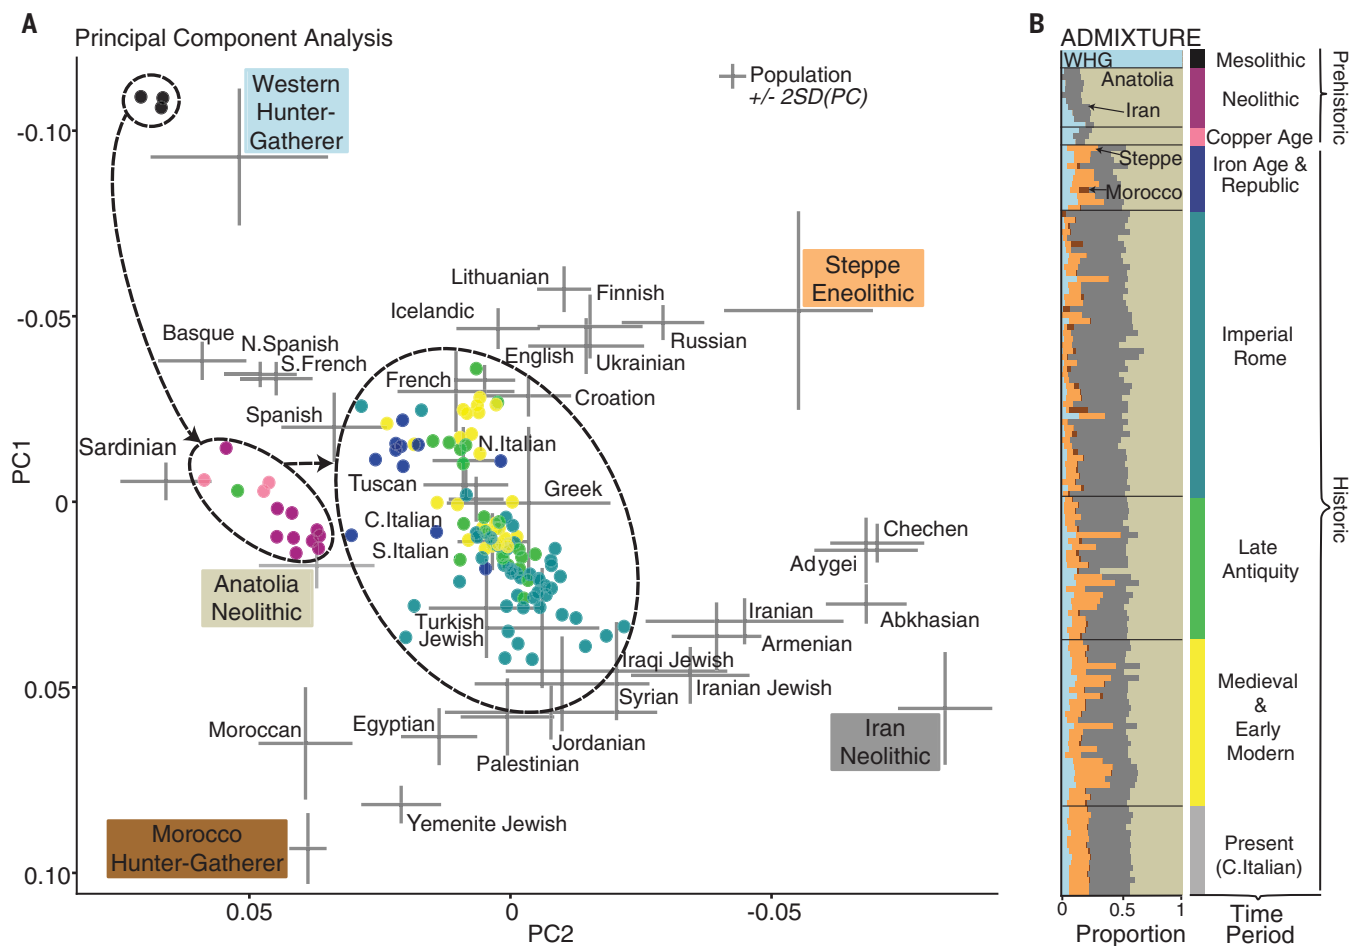 A
Principal Component Analysis
Population
+/- 2SD(PC)
Western
Hunter-
Gatherer
Steppe
Eneolithic
Lithuanian
Finnish
Icelandic
Russian
English
Ukrainian
Basque
N.Spanish
S.French
French
Croation
Spanish
N.Italian
Sardinian
Tuscan
Greek
C.Italian
S.Italian
Chechen
Adygei
Abkhasian
Anatolia
Neolithic
Turkish
Jewish
Iranian
Armenian
Iraqi Jewish
Iranian Jewish
Syrian
Iran
Neolithic
Moroccan
Egyptian
Jordanian
Palestinian
Yemenite Jewish
Morocco
Hunter-Gatherer
-0.10
-0.05
0
0.05
0.10
PC1
0.05
0
-0.05
PC2
B
ADMIXTURE
WHG
Anatolia
Iran
Steppe
Morocco
Mesolithic
Neolithic
Copper Age
Iron Age &
Republic
Imperial
Rome
Late
Antiquity
Medieval
&
Early
Modern
Present
(C.Italian)
Prehistoric
Historic
0
0.5
1
Proportion
Time
Period